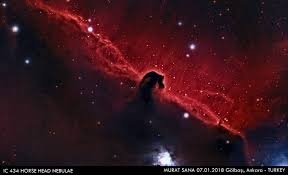 IC 434 HORSE HEAD NEBULAE
MURAT SANA 07.01.2018 Gölbaşı, Ankara - TURKEY